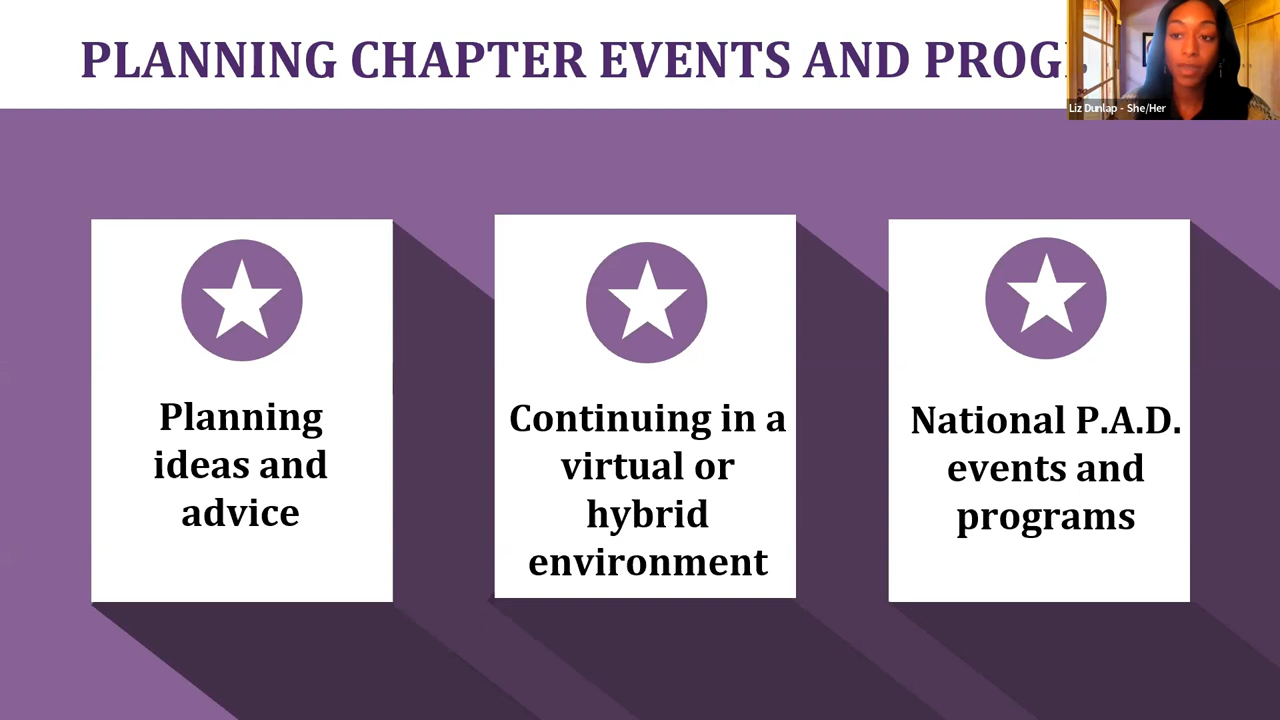 PLANNING CHAPTER EVENTS AND PROG
Liz Dunlap - She/Her
Planning
ideas and
advice
Continuing in a
virtual or
hybrid
environment
National P.A.D.
events and
programs